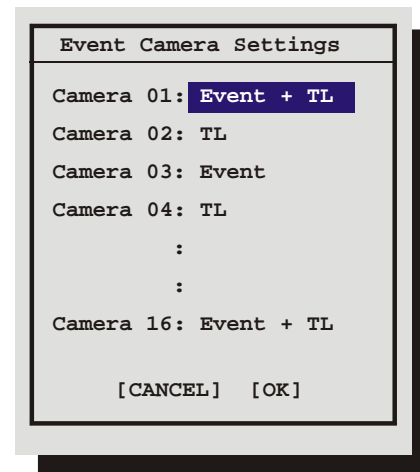 Event Camera Settings
Camera 01: Event + TL
Camera 02: TL
Camera 03: Event
Camera 04: TL
:
:
Camera 16: Event + TL
[CANCEL] [OK]